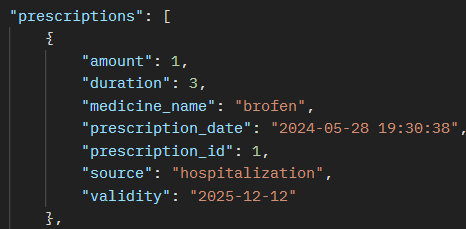 "prescriptions": [
{
"amount": 1,
"duration": 3,
"medicine_name": "brofen",
"prescription_date": "2024-05-28 19:30:38",
"prescription_id": 1,
"source": "hospitalization",
"validity": "2025-12-12"
},